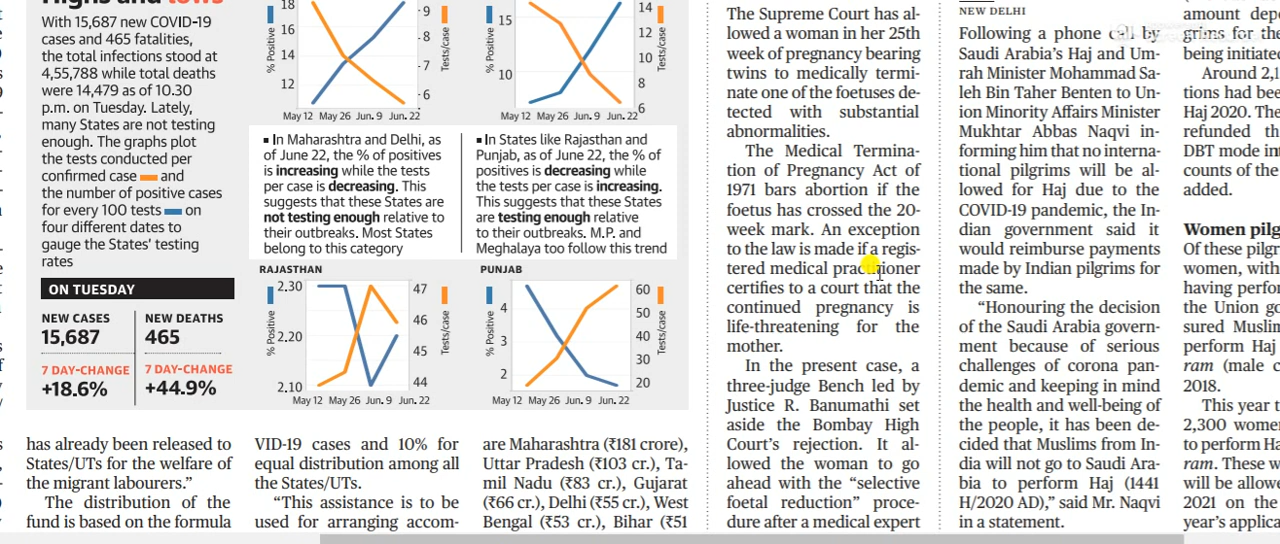 Highs and lows
With 15,687 new COVID-19
cases and 465 fatalities,
the total infections stood at
4,55,788 while total deaths
were 14,479 as of 10.30
p.m. on Tuesday. Lately,
many States are not testing
enough. The graphs plot
the tests conducted per
confirmed case and
the number of positive cases
for every 100 tests on
four different dates to
gauge the States' testing
rates
ON TUESDAY
NEW CASES
15,687
7 DAY-CHANGE
+18.6%
NEW DEATHS
465
7 DAY-CHANGE
+44.9%
% Positive
18
16
14
12
9
8
7
6
Tests/case
May 12 May 26 Jun. 9 Jun. 22
% Positive
15
10
14
12
10
8
6
Tests/case
May 12 May 26 Jun. 9 Jun. 22
▪ In Maharashtra and Delhi, as
of June 22, the % of positives
is increasing while the tests
per case is decreasing. This
suggests that these States are
not testing enough relative to
their outbreaks. Most States
belong to this category
▪ In States like Rajasthan and
Punjab, as of June 22, the % of
positives is decreasing while
the tests per case is increasing.
This suggests that these States
are testing enough relative
to their outbreaks. M.P. and
Meghalaya too follow this trend
RAJASTHAN
% Positive
2.30
2.20
2.10
47
46
45
44
Tests/case
May 12 May 26 Jun. 9 Jun. 22
PUNJAB
% Positive
4
3
2
60
50
40
30
20
Tests/case
May 12 May 26 Jun. 9 Jun. 22
has already been released to
States/UTs for the welfare of
the migrant labourers.”
The distribution of the
fund is based on the formula
VID-19 cases and 10% for
equal distribution among all
the States/UTs.
“This assistance is to be
used for arranging accom-
are Maharashtra (₹181 crore),
Uttar Pradesh (₹103 cr.), Ta-
mil Nadu (₹83 cr.), Gujarat
(₹66 cr.), Delhi (₹55 cr.), West
Bengal (₹53 cr.), Bihar (₹51
The Supreme Court has al-
lowed a woman in her 25th
week of pregnancy bearing
twins to medically termi-
nate one of the foetuses de-
tected with substantial
abnormalities.
The Medical Termina-
tion of Pregnancy Act of
1971 bars abortion if the
foetus has crossed the 20-
week mark. An exception
to the law is made if a regis-
tered medical practitioner
certifies to a court that the
continued pregnancy is
life-threatening for the
mother.
In the present case, a
three-judge Bench led by
Justice R. Banumathi set
aside the Bombay High
Court's rejection. It al-
lowed the woman to go
ahead with the “selective
foetal reduction” proce-
dure after a medical expert
NEW DELHI
Following a phone call by
Saudi Arabia's Haj and Um-
rah Minister Mohammad Sa-
leh Bin Taher Benten to Un-
ion Minority Affairs Minister
Mukhtar Abbas Naqvi in-
forming him that no interna-
tional pilgrims will be al-
lowed for Haj due to the
COVID-19 pandemic, the In-
dian government said it
would reimburse payments
made by Indian pilgrims for
the same.
“Honouring the decision
of the Saudi Arabia govern-
ment because of serious
challenges of corona pan-
demic and keeping in mind
the health and well-being of
the people, it has been de-
cided that Muslims from In-
dia will not go to Saudi Ara-
bia to perform Haj (1441
H/2020 AD),” said Mr. Naqvi
in a statement.
amount depo
grims for the
being initiated
Around 2,1
tions had bee
Haj 2020. The
refunded th
DBT mode int
counts of the
added.
Women pilg
Of these pilgr
women, with
having perfor
the Union go
sured Muslim
perform Haj
ram (male c
2018.
This year t
2,300 wome
to perform Ha
ram. These w
will be allowe
2021 on the
year's applica